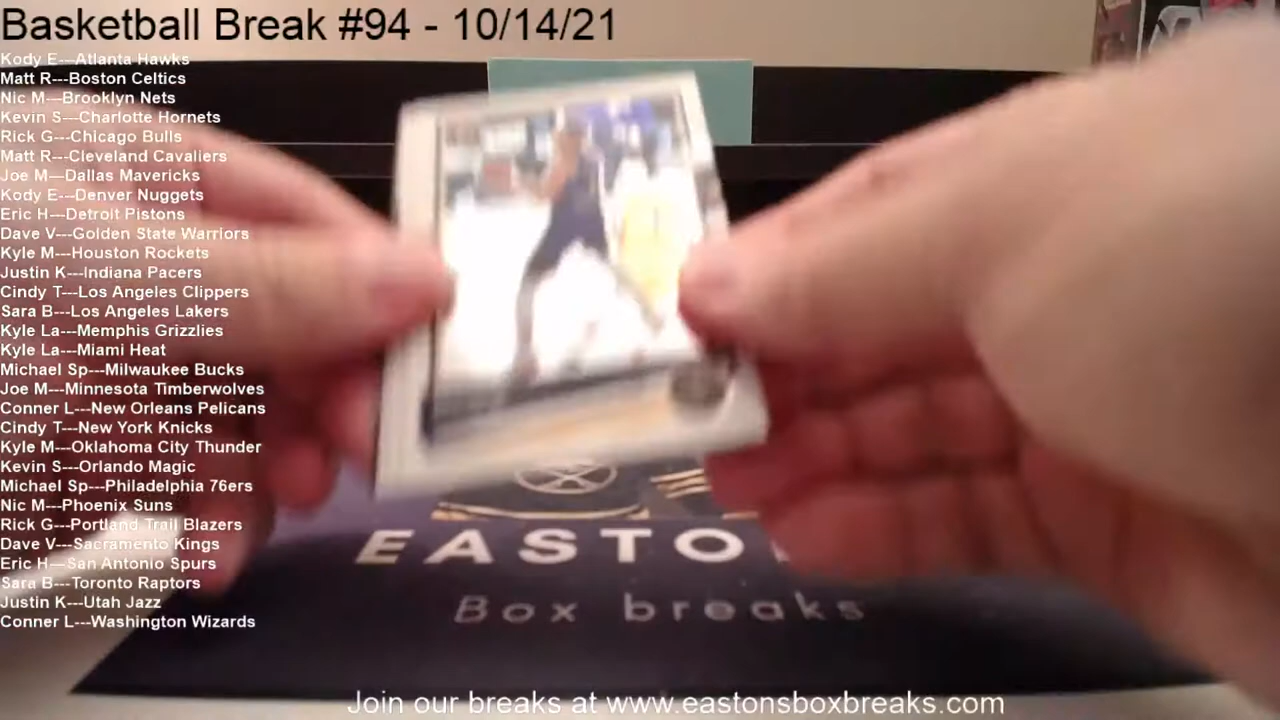 Basketball Break #94 - 10/14/21
Kody E---Atlanta Hawks
Matt R---Boston Celtics
Nic M---Brooklyn Nets
Kevin S---Charlotte Hornets
Rick G---Chicago Bulls
Matt R---Cleveland Cavaliers
Joe M---Dallas Mavericks
Kody E---Denver Nuggets
Eric H---Detroit Pistons
Dave V---Golden State Warriors
Kyle M---Houston Rockets
Justin K---Indiana Pacers
Cindy T---Los Angeles Clippers
Sara B---Los Angeles Lakers
Kyle La---Memphis Grizzlies
Kyle La---Miami Heat
Michael Sp---Milwaukee Bucks
Joe M---Minnesota Timberwolves
Conner L---New Orleans Pelicans
Cindy T---New York Knicks
Kyle M---Oklahoma City Thunder
Kevin S---Orlando Magic
Michael Sp---Philadelphia 76ers
Nic M---Phoenix Suns
Rick G---Portland Trail Blazers
Dave V---Sacramento Kings
Eric H---San Antonio Spurs
Sara B---Toronto Raptors
Justin K---Utah Jazz
Conner L---Washington Wizards
EASTO
Box breaks
Join our breaks at www.eastonsboxbreaks.com